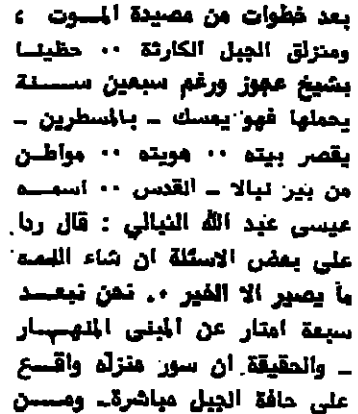 بعد خطوات من مصيدة المـوت ؛
ومنزلق الجبل الكارثة .. حظينـا
بشيخ عجوز ورغم سبعين سـنة
يحملها فهو يمسك - بالمسطرين -
يقصر بيته .. هويته .. مواطـن
من بير نبالا - القدس .. اسمـه
عيسى عبد الله النبالي : قال ردا
على بعض الاسئلة ان شاء اللـه
ما يصير الا الخير .. نحن نبعـد
سبعة امتار عن المبنى المنهـار
- والحقيقة ان سور منزله واقـع
على حافة الجبل مباشرة- ومـن